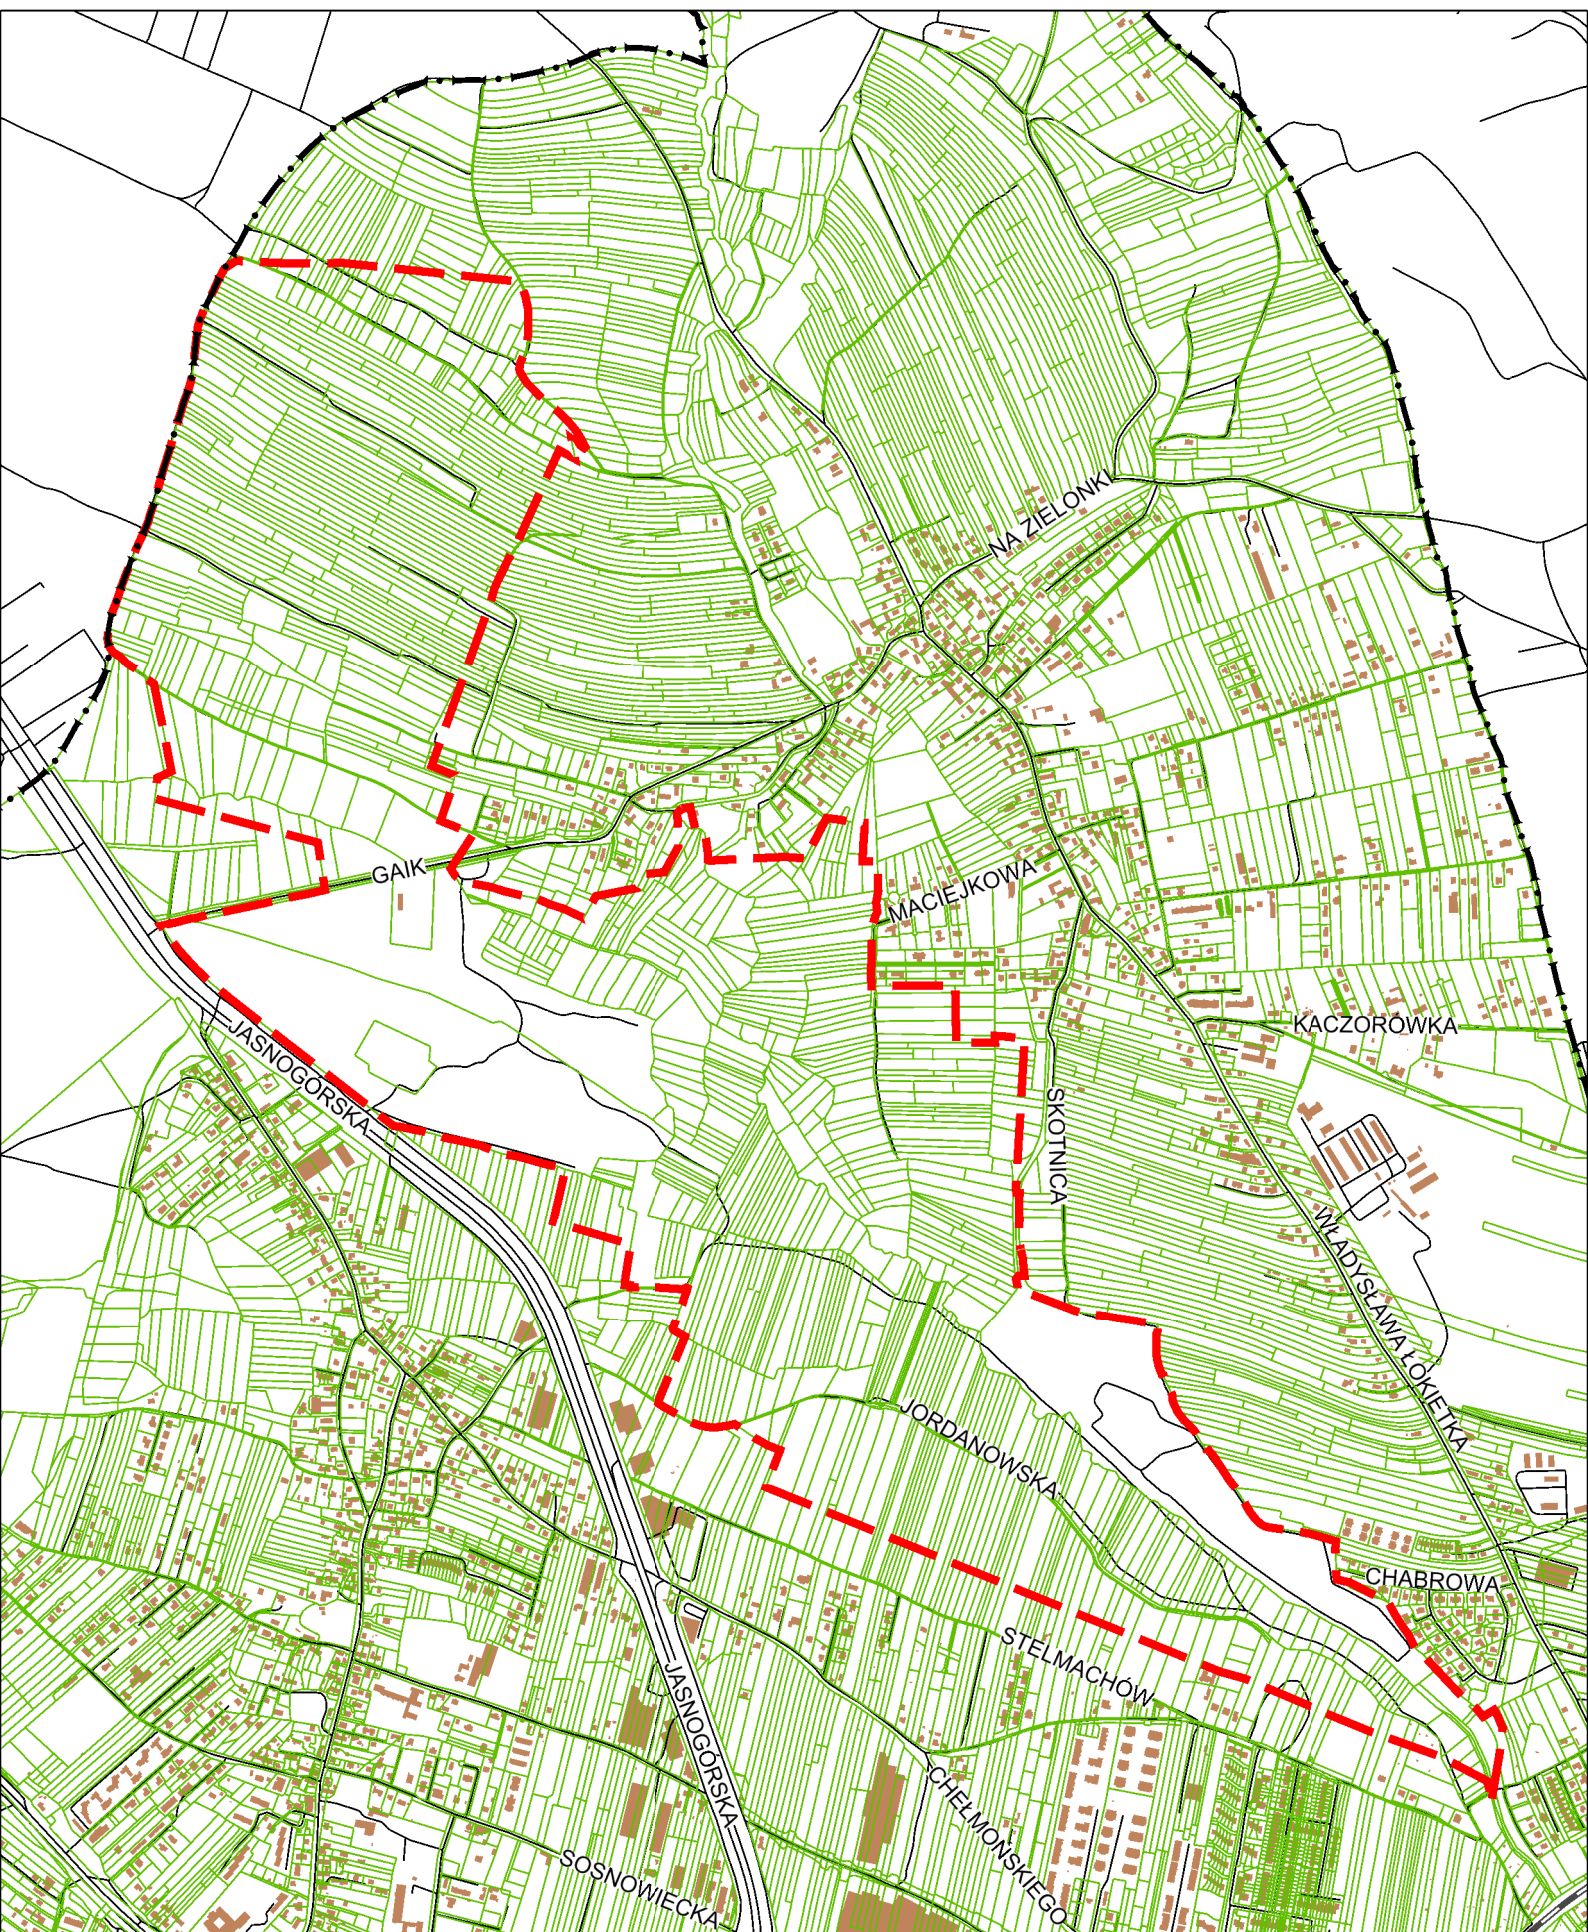 NA ZIELONKI
GAIK
MACIEJKOWA
KACZORÓWKA
JASNOGÓRSKA
SKOTNICA
WŁADYSŁAWA ŁOKIETKA
JORDANOWSKA
CHABROWA
STELMACHÓW
JASNOGÓRSKA
CHEŁMOŃSKIEGO
SOSNOWIECKA